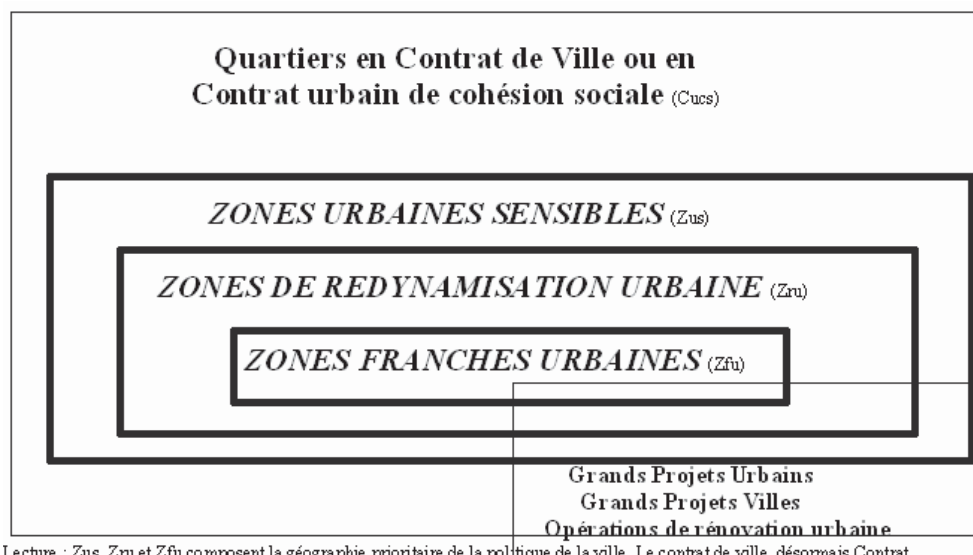 Quartiers en Contrat de Ville ou en
Contrat urbain de cohésion sociale (Cucs)
ZONES URBAINES SENSIBLES (Zus)
ZONES DE REDYNAMISATION URBAINE (Zru)
ZONES FRANCHES URBAINES (Zfu)
Grands Projets Urbains
Grands Projets Villes
Opérations de rénovation urbaine
Lecture : Zus, Zru et Zfu composent la géographie prioritaire de la politique de la ville. Le contrat de ville, désormais Contrat